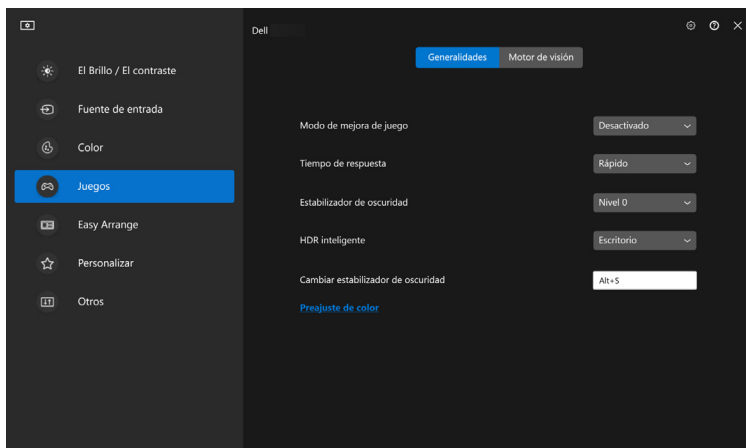 Dell
Generalidades
Motor de visión
El Brillo / El contraste
Fuente de entrada
Color
Juegos
Easy Arrange
Personalizar
Otros
Modo de mejora de juego
Desactivado
Tiempo de respuesta
Rápido
Estabilizador de oscuridad
Nivel 0
HDR inteligente
Escritorio
Cambiar estabilizador de oscuridad
Alt+S
Preajuste de color